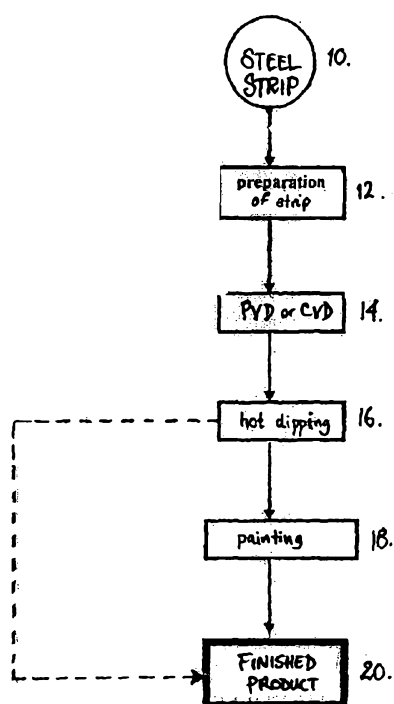 STEEL
STRIP
10.
preparation
of strip
12.
PVD or CVD
14.
hot dipping
16.
painting
18.
FINISHED
PRODUCT
20.